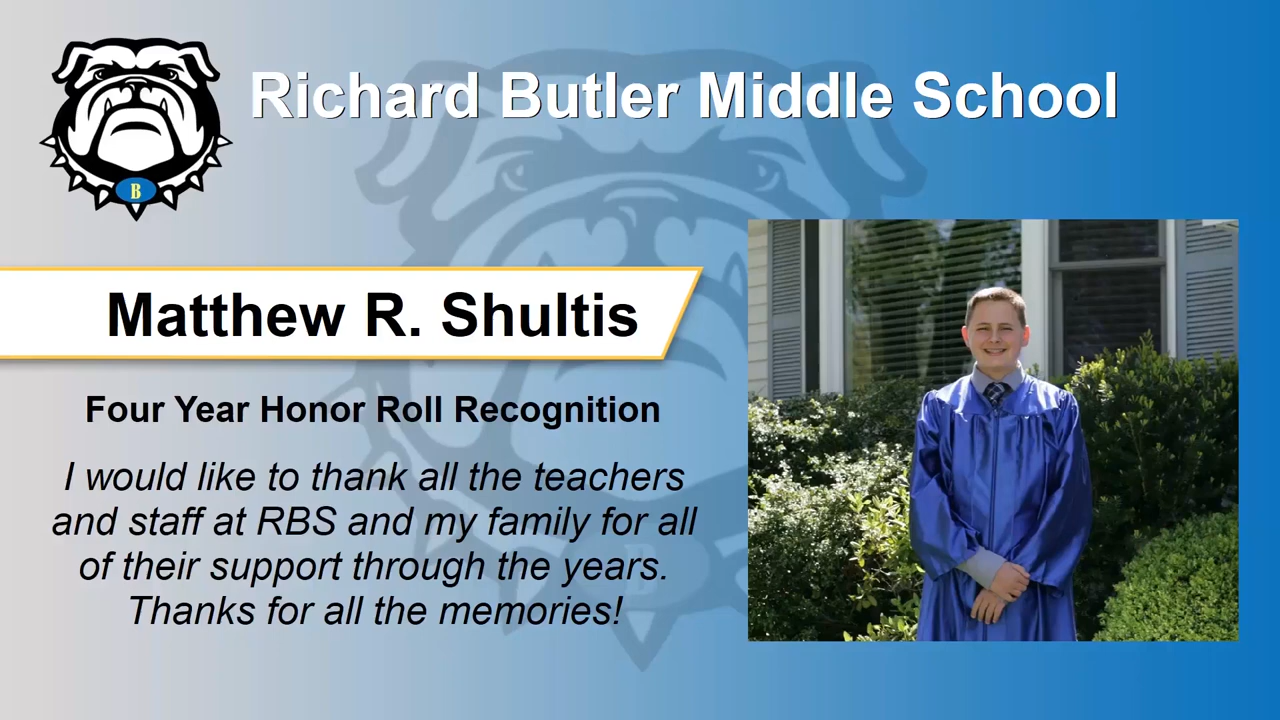 Richard Butler Middle School
B
Matthew R. Shultis
Four Year Honor Roll Recognition
I would like to thank all the teachers
and staff at RBS and my family for all
of their support through the years.
Thanks for all the memories!